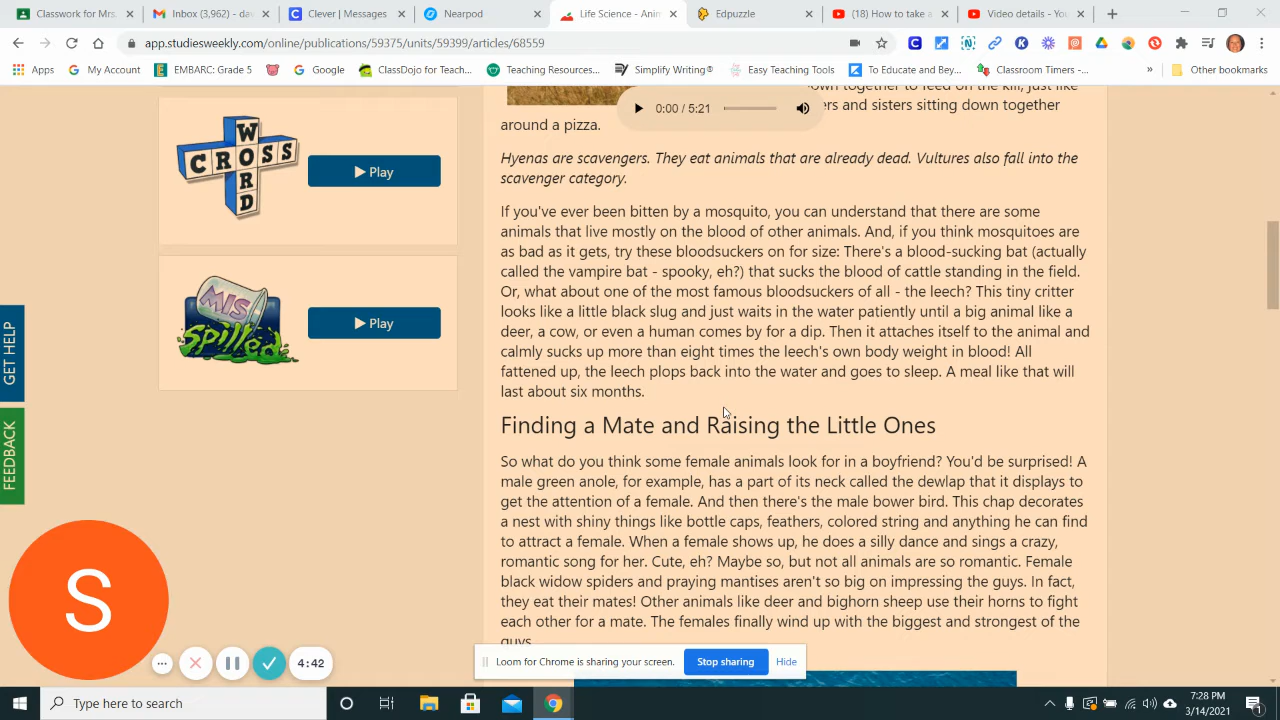 Classwork for Mrs.
Inbox (3,962) - da
Clever | Messages
Nearpod
Life Science - Anim
Edpuzzle
(18) How to take a
Video details - You
app.studiesweekly.com/online/publications/59375/units/59399/articles/68559
Apps
My Account
EMBARC: Grade 5
Google
ClassDojo for Teach...
Teaching Resources...
Simplify Writing®
Easy Teaching Tools
To Educate and Bey...
Classroom Timers -...
Other bookmarks
own together to feed on the kill, just like
ers and sisters sitting down together
0:00 / 5:21
around a pizza.
Hyenas are scavengers. They eat animals that are already dead. Vultures also fall into the
scavenger category.
If you've ever been bitten by a mosquito, you can understand that there are some
animals that live mostly on the blood of other animals. And, if you think mosquitoes are
as bad as it gets, try these bloodsuckers on for size: There's a blood-sucking bat (actually
called the vampire bat - spooky, eh?) that sucks the blood of cattle standing in the field.
Or, what about one of the most famous bloodsuckers of all - the leech? This tiny critter
looks like a little black slug and just waits in the water patiently until a big animal like a
deer, a cow, or even a human comes by for a dip. Then it attaches itself to the animal and
calmly sucks up more than eight times the leech's own body weight in blood! All
fattened up, the leech plops back into the water and goes to sleep. A meal like that will
last about six months.
Finding a Mate and Raising the Little Ones
So what do you think some female animals look for in a boyfriend? You'd be surprised! A
male green anole, for example, has a part of its neck called the dewlap that it displays to
get the attention of a female. And then there's the male bower bird. This chap decorates
a nest with shiny things like bottle caps, feathers, colored string and anything he can find
to attract a female. When a female shows up, he does a silly dance and sings a crazy,
romantic song for her. Cute, eh? Maybe so, but not all animals are so romantic. Female
black widow spiders and praying mantises aren't so big on impressing the guys. In fact,
they eat their mates! Other animals like deer and bighorn sheep use their horns to fight
each other for a mate. The females finally wind up with the biggest and strongest of the
guys.
CROSS
WORD
Play
MIS
Spilled
Play
GET HELP
FEEDBACK
S
4:42
Loom for Chrome is sharing your screen.
Stop sharing
Hide
Type here to search
7:28 PM
3/14/2021
1